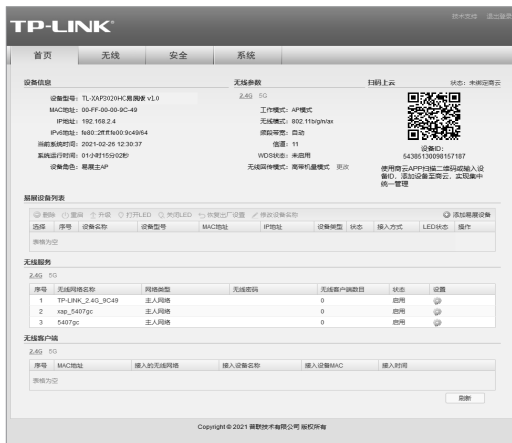 技术支持 退出登录
TP-LINK®
首页 无线 安全 系统
设备信息 无线参数 扫码上云 状态：未绑定商云
设备型号：TL-XAP3020HC易展版 v1.0
MAC地址：00-FF-00-00-9C-49
IP地址：192.168.2.4
IPv6地址：fe80::2ff:ff:fe00:9c49/64
当前系统时间：2021-02-26 12:30:37
系统运行时间：01小时15分02秒
设备角色：易展主AP
2.4G 5G
工作模式：AP模式
无线模式：802.11b/g/n/ax
频段带宽：自动
信道：11
WDS状态：未启用
无线回传模式：高带机量模式 更改
设备ID：
54385130098157187
使用商云APP扫描二维码或输入设
备ID，添加设备至商云，实现集中
统一管理
易展设备列表
删除 重启 升级 打开LED 关闭LED 恢复出厂设置 修改设备名称 添加易展设备
选择 序号 设备名称 设备型号 MAC地址 IP地址 设备类型 状态 接入方式 LED状态 操作
表格为空
无线服务
2.4G 5G
序号 无线网络名称 网络类型 无线密码 无线客户端数目 状态 设置
1 TP-LINK_2.4G_9C49 主人网络 0 启用
2 xap_5407gc 主人网络 0 启用
3 5407gc 主人网络 0 启用
无线客户端
2.4G 5G
序号 MAC地址 接入的无线网络 接入设备名称 接入设备MAC 接入时间
表格为空
刷新
Copyright © 2021 普联技术有限公司 版权所有